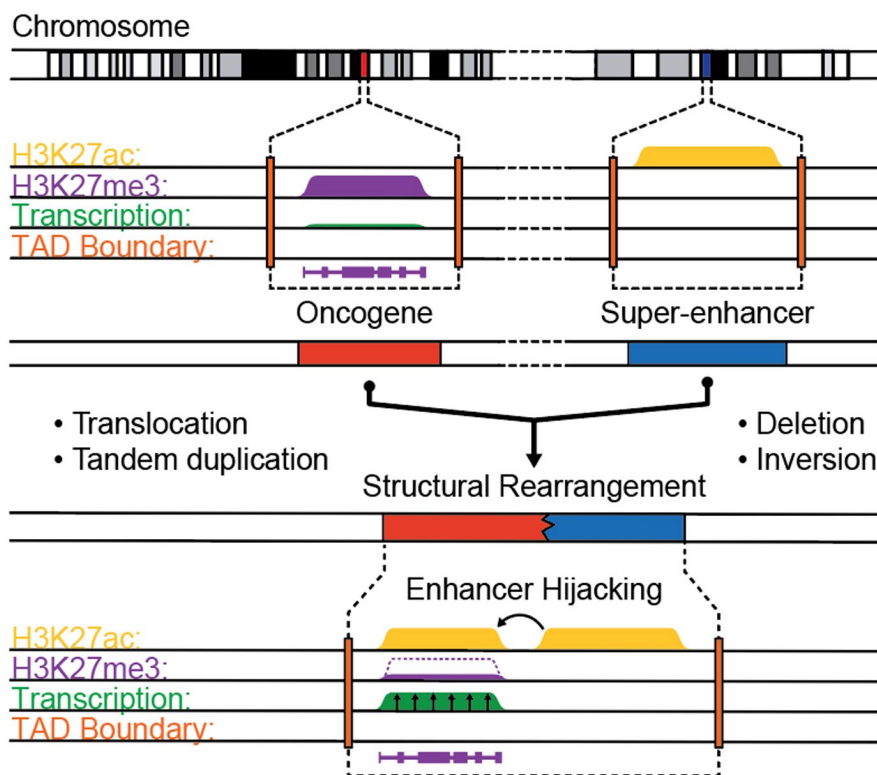 Chromosome
H3K27ac:
H3K27me3:
Transcription:
TAD Boundary:
Oncogene
Super-enhancer
• Translocation
• Tandem duplication
• Deletion
• Inversion
Structural Rearrangement
Enhancer Hijacking
H3K27ac:
H3K27me3:
Transcription:
TAD Boundary: